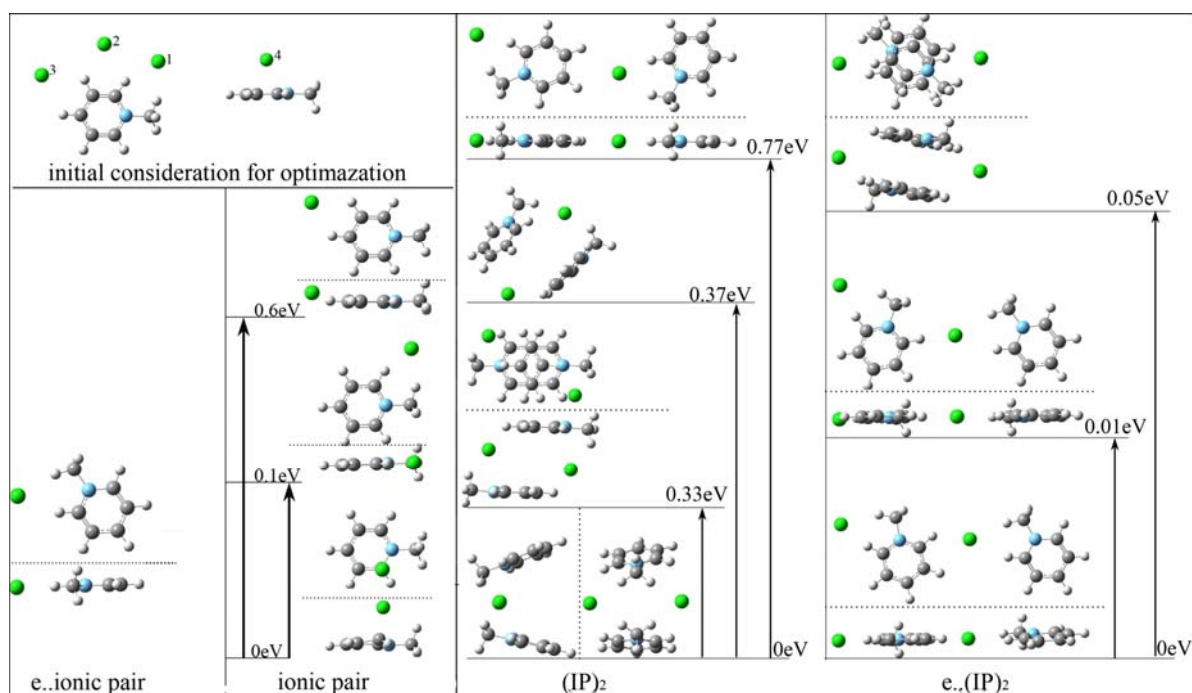 2
1
3
4
initial consideration for optimazation
0.6eV
0.1eV
0eV
e..ionic pair
ionic pair
0.77eV
0.37eV
0.33eV
0eV
(IP)2
0.05eV
0.01eV
0eV
e..(IP)2